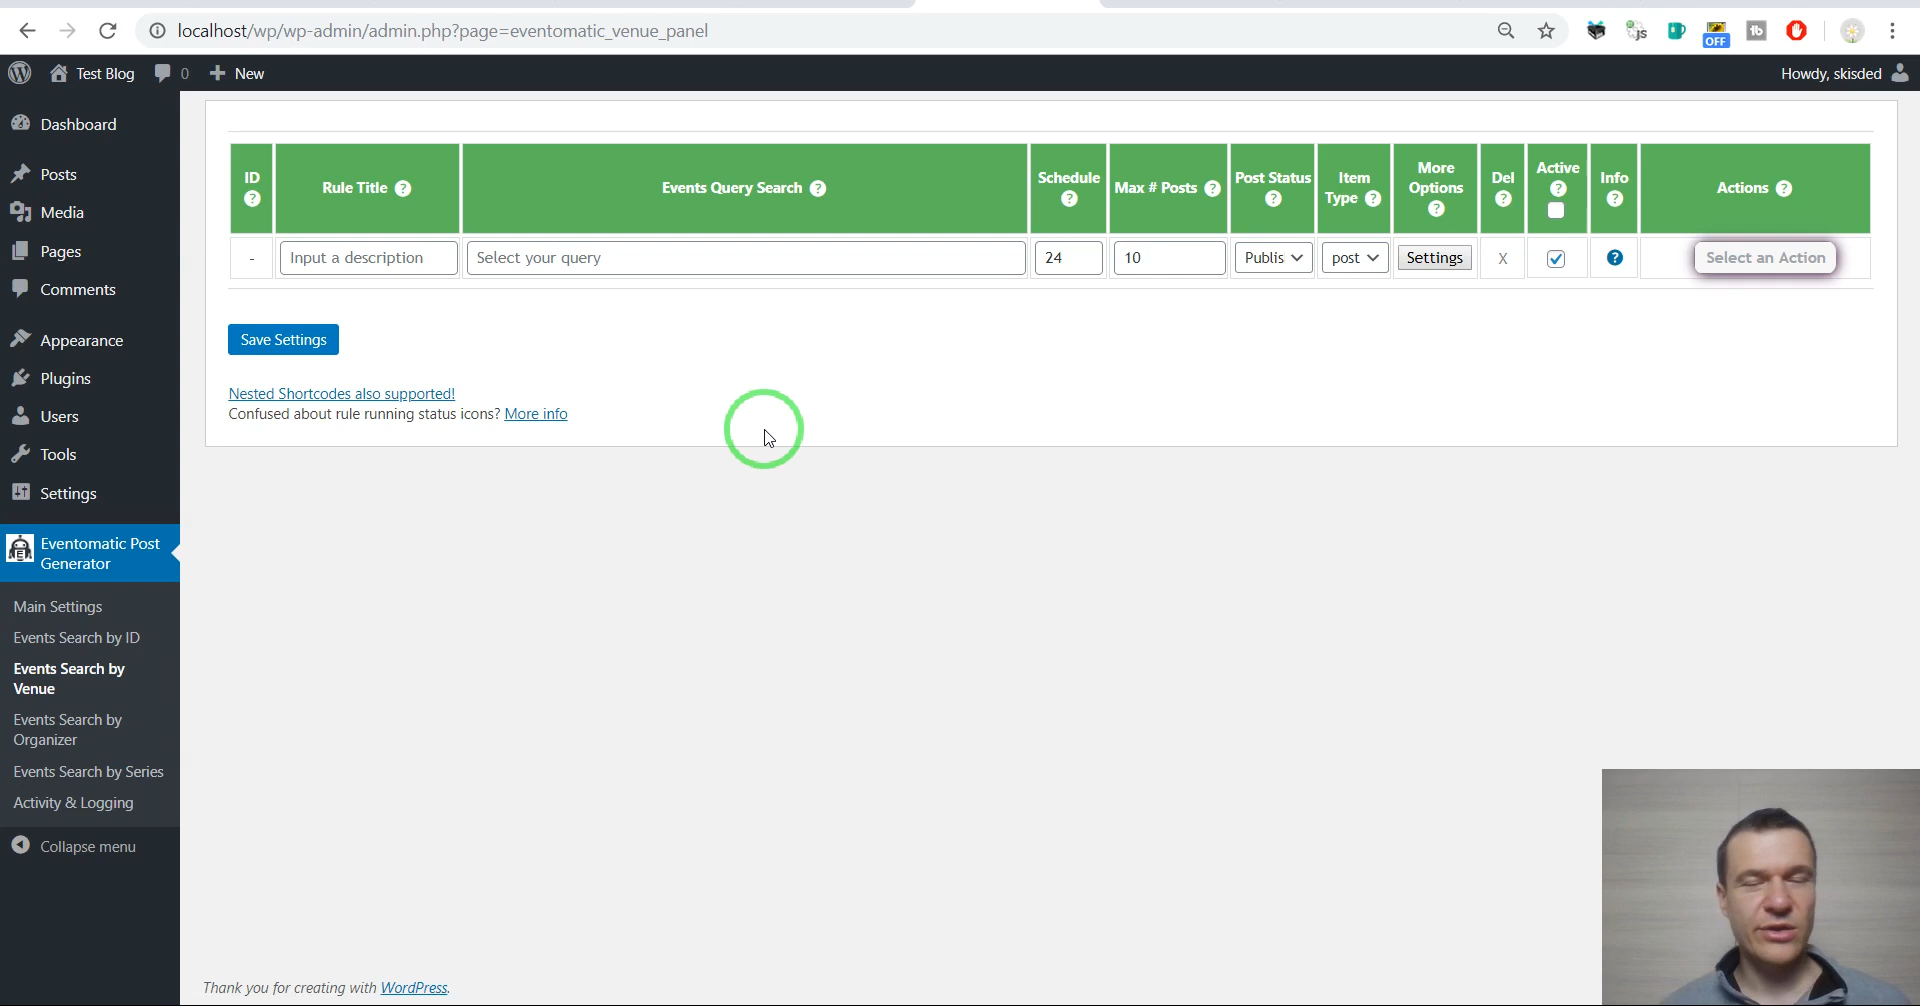 localhost/wp/wp-admin/admin.php?page=eventomatic_venue_panel
JS
OFF
tb
Test Blog 0 + New Howdy, skisded
Dashboard
Posts
Media
Pages
Comments
Appearance
Plugins
Users
Tools
Settings
Eventomatic Post
Generator
Main Settings
Events Search by ID
Events Search by
Venue
Events Search by
Organizer
Events Search by Series
Activity & Logging
Collapse menu
ID ?
Rule Title ?
Events Query Search ?
Schedule ?
Max # Posts ?
Post Status ?
Item
Type ?
More
Options ?
Del ?
Active ?
Info ?
Actions ?
- Input a description Select your query 24 10 Publis post Settings X ? Select an Action
Save Settings
Nested Shortcodes also supported!
Confused about rule running status icons? More info
Thank you for creating with WordPress.